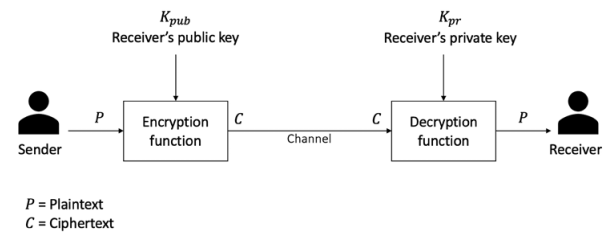 K_pub
Receiver's public key
K_pr
Receiver's private key
P
Encryption
function
C
Channel
C
Decryption
function
P
Sender
Receiver
P = Plaintext
C = Ciphertext